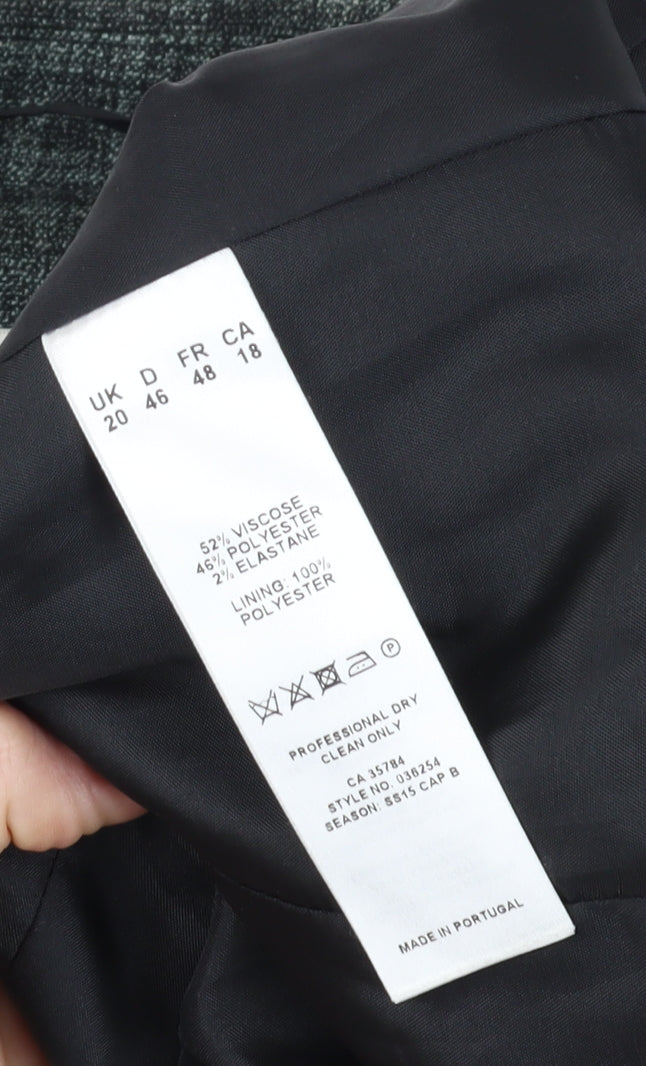 UK D FR CA
20 46 48 18
52% VISCOSE
46% POLYESTER
2% ELASTANE
LINING: 100%
POLYESTER
P
PROFESSIONAL DRY
CLEAN ONLY
CA 35784
STYLE NO. 036254
SEASON: SS15 CAP B
MADE IN PORTUGAL